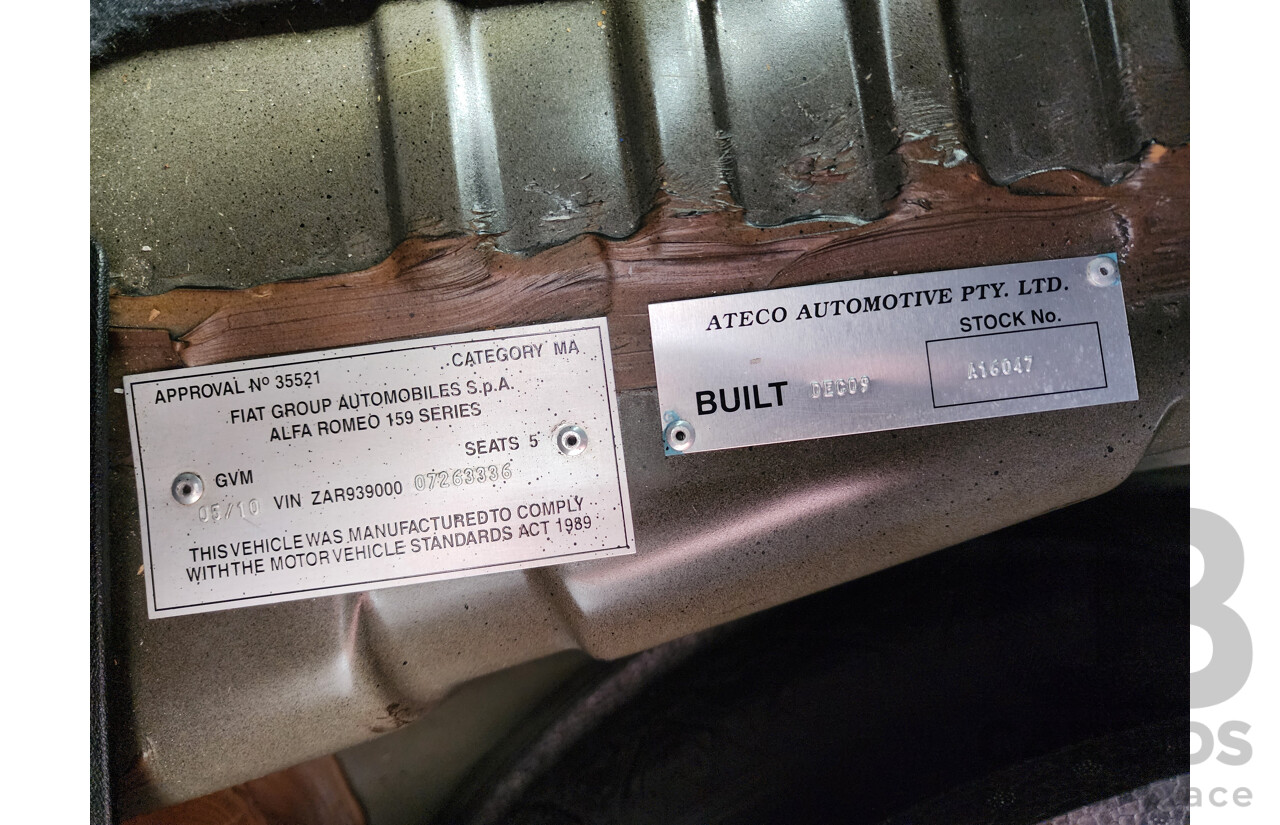 APPROVAL Nº 35521
CATEGORY MA
FIAT GROUP AUTOMOBILES S.p.A.
ALFA ROMEO 159 SERIES
SEATS 5
GVM
05/10 VIN ZAR939000 07263336
THIS VEHICLE WAS MANUFACTURED TO COMPLY
WITH THE MOTOR VEHICLE STANDARDS ACT 1989
ATECO AUTOMOTIVE PTY. LTD.
STOCK No.
BUILT DEC09 A16047
ace